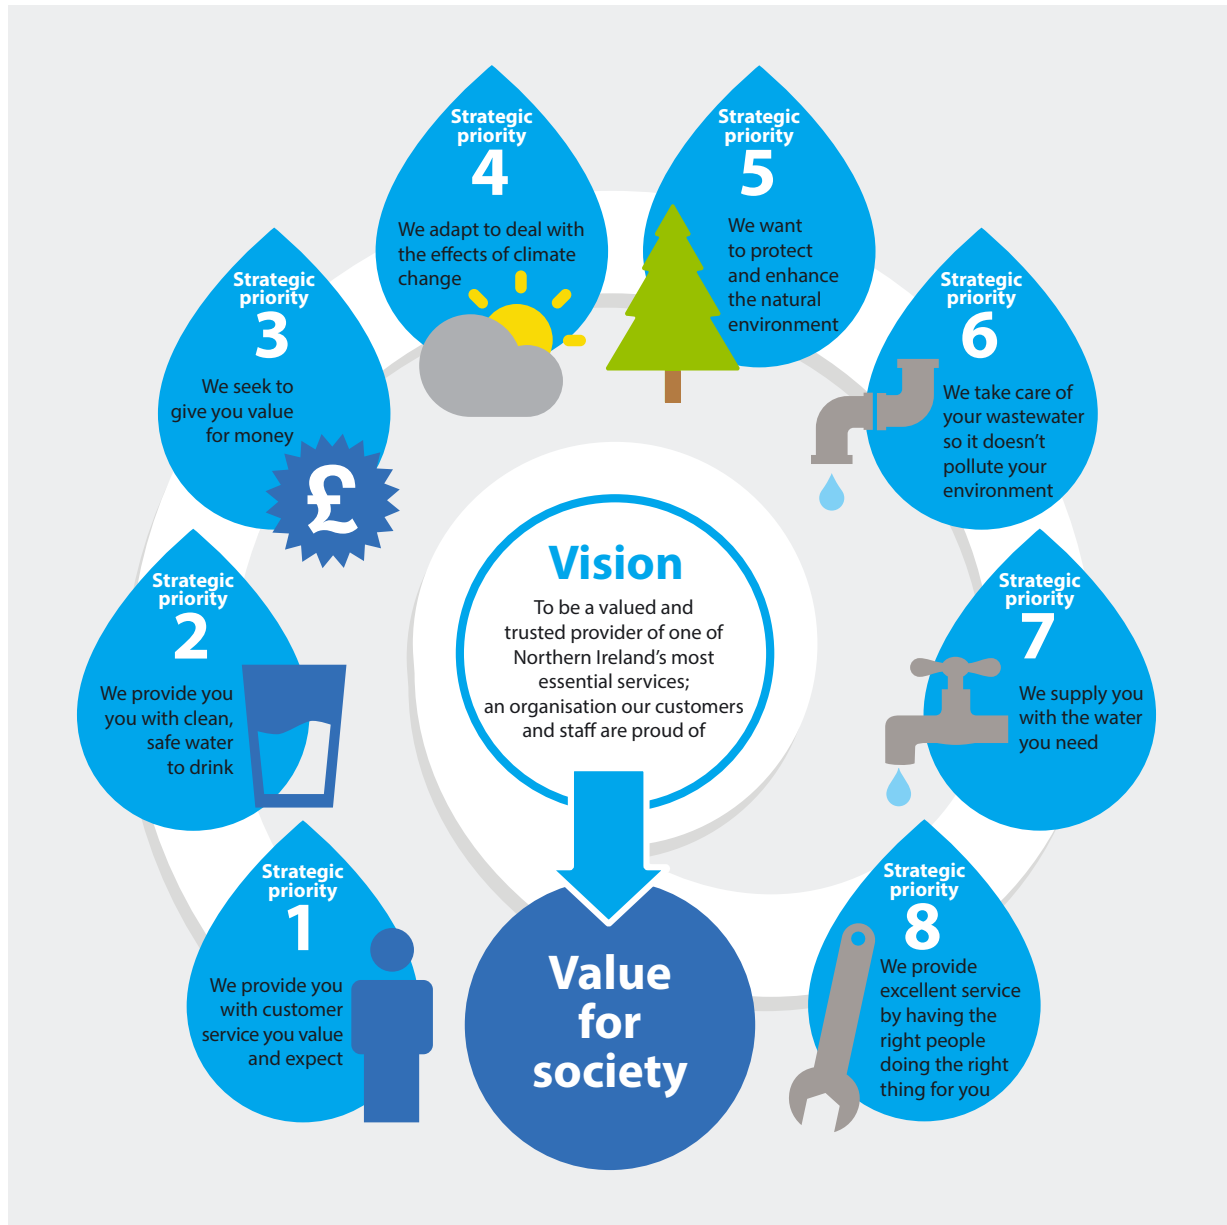 Strategic
priority
1
We provide you
with customer
service you value
and expect
Strategic
priority
2
We provide you
you with clean,
safe water
to drink
Strategic
priority
3
We seek to
give you value
for money
£
Strategic
priority
4
We adapt to deal with
the effects of climate
change
Strategic
priority
5
We want
to protect
and enhance
the natural
environment
Strategic
priority
6
We take care of
your wastewater
so it doesn’t
pollute your
environment
Strategic
priority
7
We supply you
with the water
you need
Strategic
priority
8
We provide
excellent service
by having the
right people
doing the right
thing for you
Vision
To be a valued and
trusted provider of one of
Northern Ireland’s most
essential services;
an organisation our customers
and staff are proud of
Value
for
society